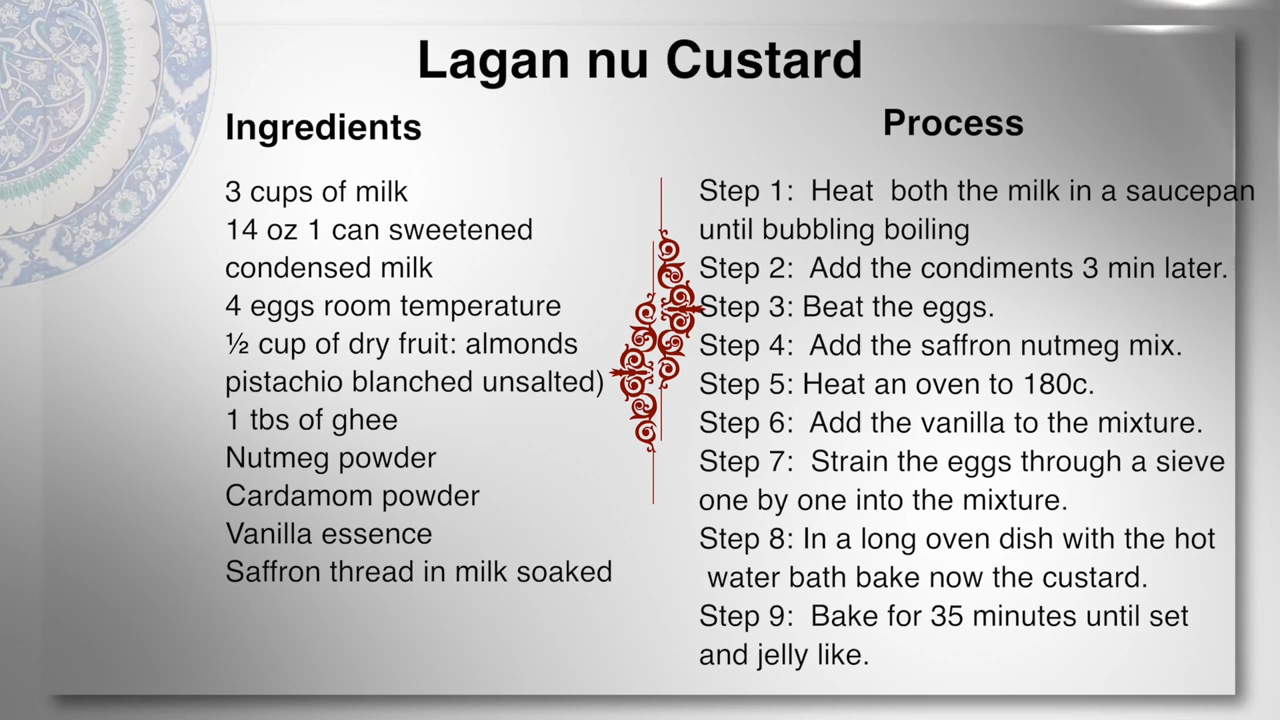 Lagan nu Custard
Ingredients
3 cups of milk
14 oz 1 can sweetened
condensed milk
4 eggs room temperature
½ cup of dry fruit: almonds
pistachio blanched unsalted)
1 tbs of ghee
Nutmeg powder
Cardamom powder
Vanilla essence
Saffron thread in milk soaked
Process
Step 1: Heat both the milk in a saucepan
until bubbling boiling
Step 2: Add the condiments 3 min later.
Step 3: Beat the eggs.
Step 4: Add the saffron nutmeg mix.
Step 5: Heat an oven to 180c.
Step 6: Add the vanilla to the mixture.
Step 7: Strain the eggs through a sieve
one by one into the mixture.
Step 8: In a long oven dish with the hot
water bath bake now the custard.
Step 9: Bake for 35 minutes until set
and jelly like.